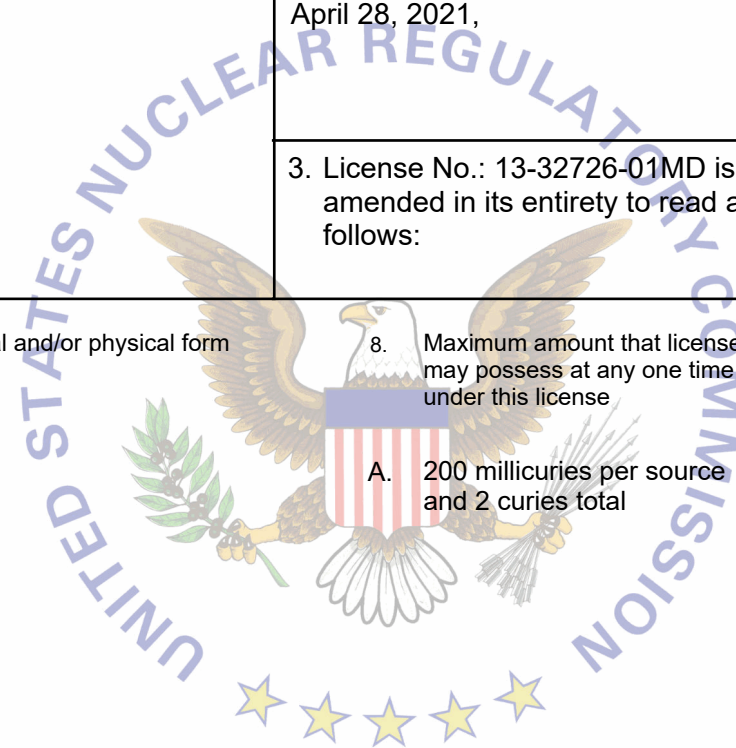 April 28, 2021,
3. License No.: 13-32726-01MD is
amended in its entirety to read
follows:
and/or physical form
8. Maximum amount that
may possess at any one time
under this license
A. 200 millicuries per source
and 2 curies total
UNITED STATES NUCLEAR REGULATORY COMMISSION